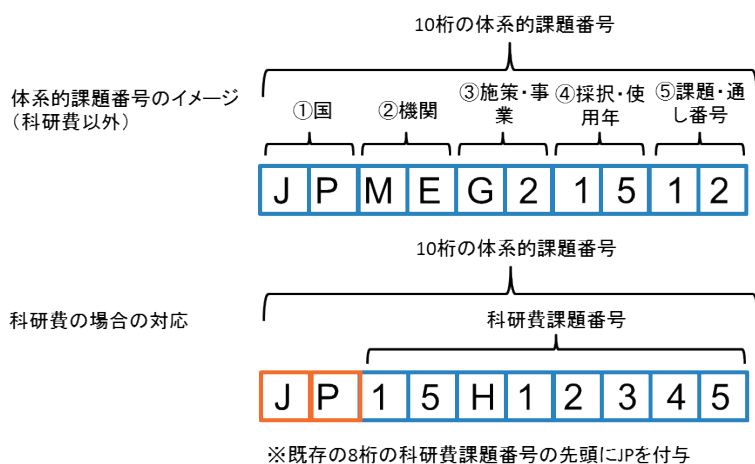 10桁の体系的課題番号
体系的課題番号のイメージ
（科研費以外）
①国
②機関
③施策・事
業
④採択・使
用年
⑤課題・通
し番号
J P M E G 2 1 5 1 2
10桁の体系的課題番号
科研費の場合の対応
科研費課題番号
J P 1 5 H 1 2 3 4 5
※既存の8桁の科研費課題番号の先頭にJPを付与